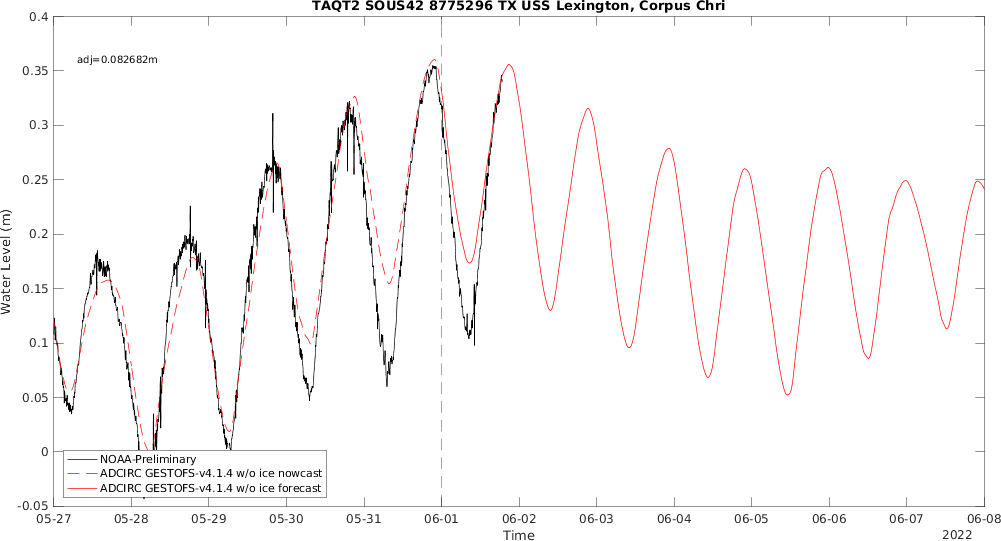 TAQT2 SOUS42 8775296 TX USS Lexington, Corpus Chri
0.4
0.35
0.3
0.25
0.2
0.15
0.1
0.05
0
-0.05
Water Level (m)
adj=0.082682m
NOAA-Preliminary
ADCIRC GESTOFS-v4.1.4 w/o ice nowcast
ADCIRC GESTOFS-v4.1.4 w/o ice forecast
05-27 05-28 05-29 05-30 05-31 06-01 06-02 06-03 06-04 06-05 06-06 06-07 06-08
Time
2022